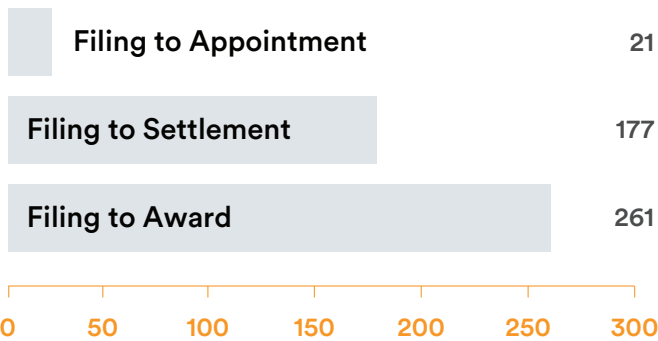 Filing to Appointment 21
Filing to Settlement 177
Filing to Award 261
0 50 100 150 200 250 300